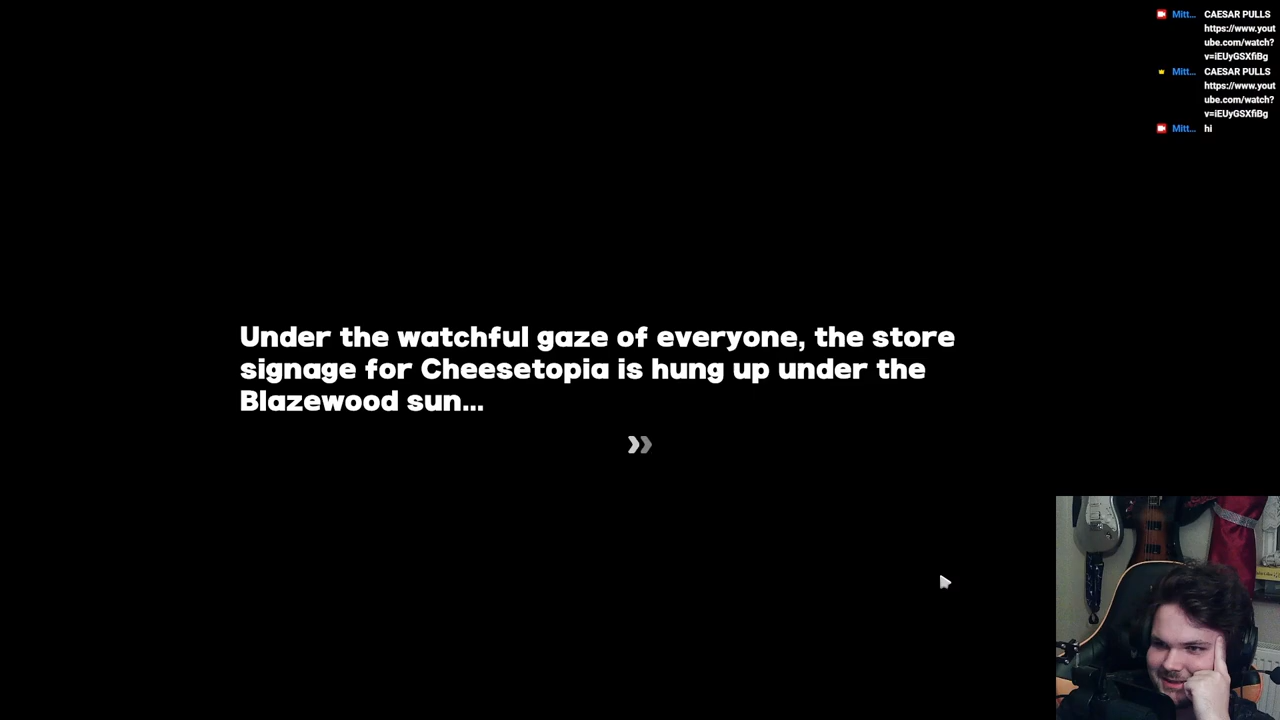 Mitt... CAESAR PULLS
https://www.yout
ube.com/watch?
v=iEUyGSXfiBg
Mitt... CAESAR PULLS
https://www.yout
ube.com/watch?
v=iEUyGSXfiBg
Mitt... hi
Under the watchful gaze of everyone, the store
signage for Cheesetopia is hung up under the
Blazewood sun...